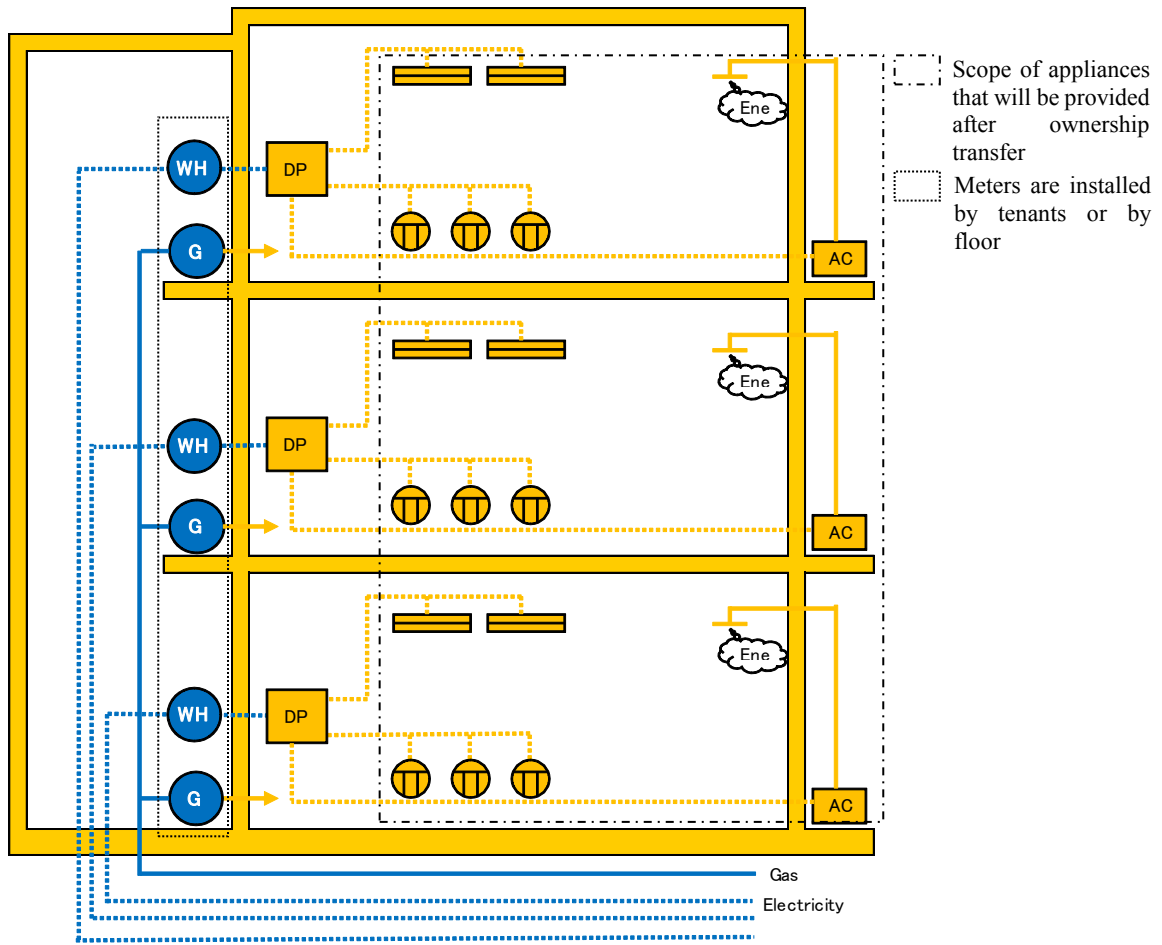 Ene
Scope of appliances
that will be provided
after ownership
transfer
WH
DP
Meters are installed
by tenants or by
floor
G
AC
Ene
WH
DP
G
AC
Ene
WH
DP
G
AC
Gas
Electricity